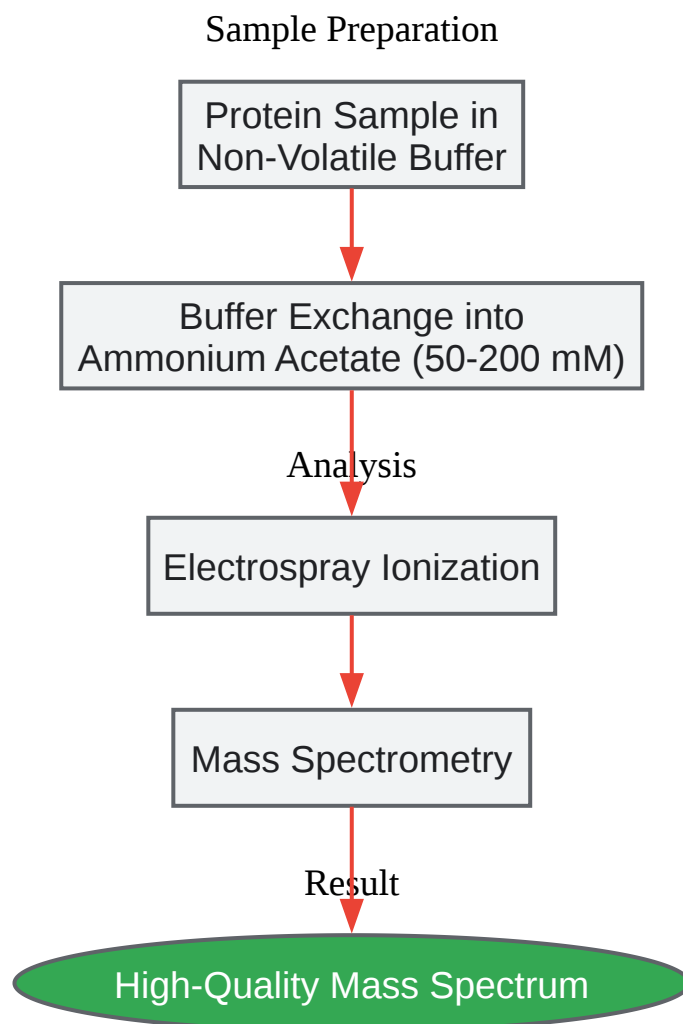 Sample Preparation
Protein Sample in
Non-Volatile Buffer
Buffer Exchange into
Ammonium Acetate (50-200 mM)
Analysis
Electrospray Ionization
Mass Spectrometry
Result
High-Quality Mass Spectrum